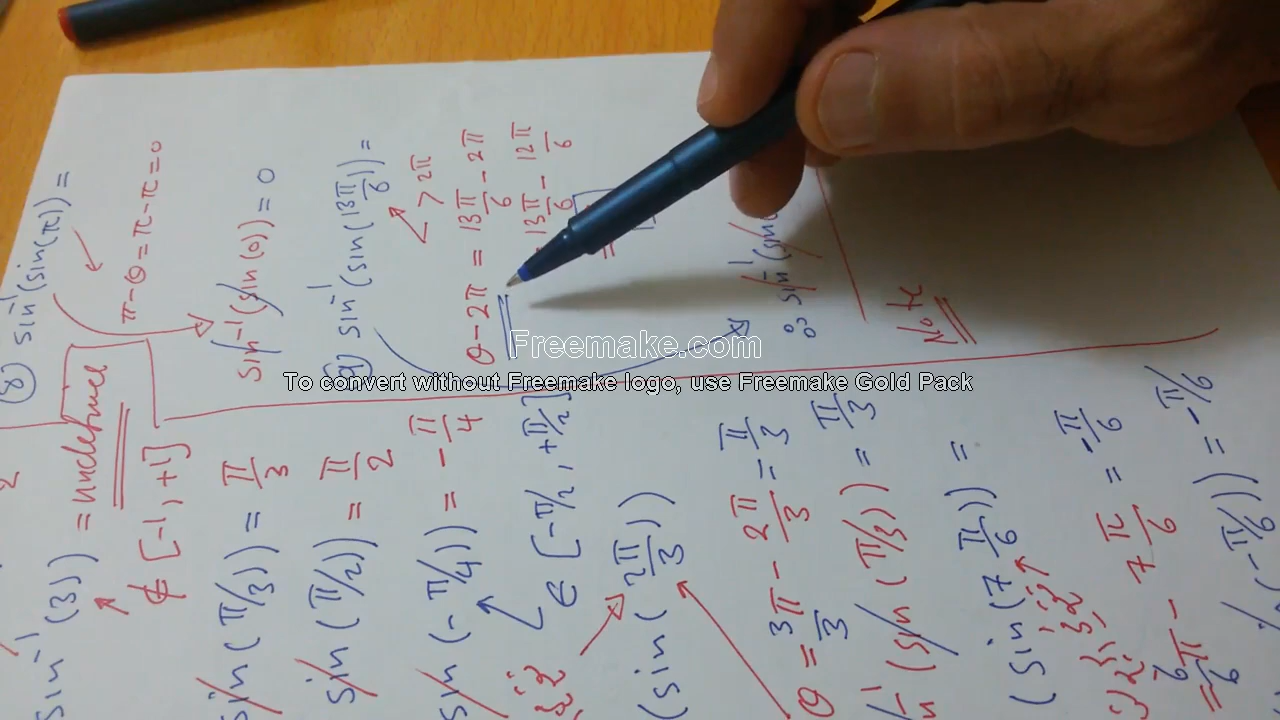 ⑧ sin⁻¹(sin(π)) =
π-θ = π-π = 0
sin⁻¹(sin(0)) = 0
sin⁻¹(sin(13π/6)) =
> 2π
θ-2π = 13π/6 - 2π
13π/6 - 12π/6
=
∴ sin⁻¹(sin
Note
2
sin⁻¹(3)) = undefined
∉ [-1, +1]
sin(π/3)) = π/3
sin(π/2)) = π/2
sin(-π/4)) = -π/4
∈ [-π/2, +π/2]
(sin(2π/3))
θ = 3π/3 - 2π/3 = π/3
(sin(π/3)) = π/3
(sin(7π/6)) =
= 6π/6 - 7π/6 = -π/6
(-π/6)) = -π/6
Freemake.com
To convert without Freemake logo, use Freemake Gold Pack